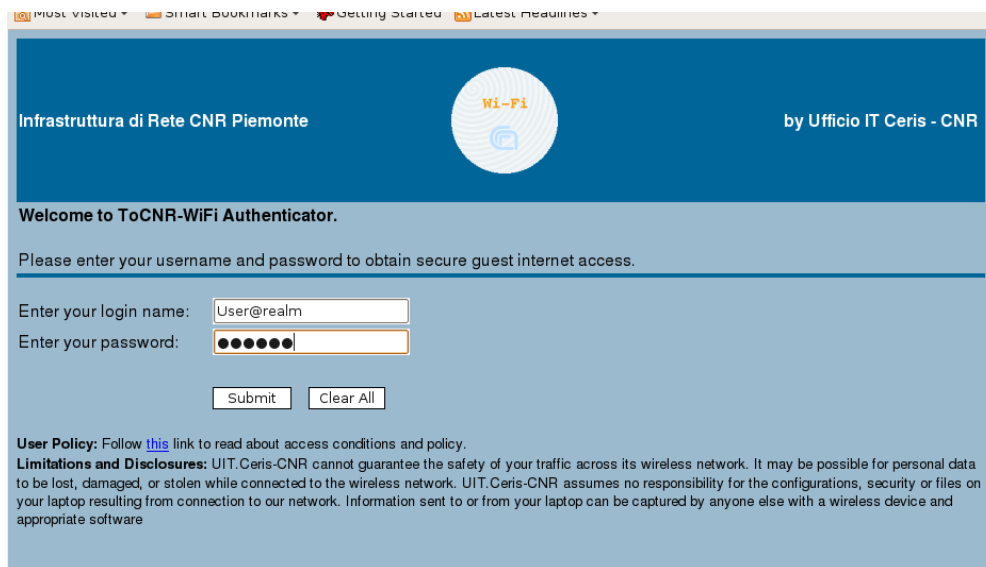 Most Visited
Smart Bookmarks
Getting Started
Latest Headlines
Infrastruttura di Rete CNR Piemonte
Wi-Fi
by Ufficio IT Ceris - CNR
Welcome to ToCNR-WiFi Authenticator.
Please enter your username and password to obtain secure guest internet access.
Enter your login name: User@realm
Enter your password: ●●●●●●
Submit Clear All
User Policy: Follow this link to read about access conditions and policy.
Limitations and Disclosures: UIT.Ceris-CNR cannot guarantee the safety of your traffic across its wireless network. It may be possible for personal data
to be lost, damaged, or stolen while connected to the wireless network. UIT.Ceris-CNR assumes no responsibility for the configurations, security or files on
your laptop resulting from connection to our network. Information sent to or from your laptop can be captured by anyone else with a wireless device and
appropriate software